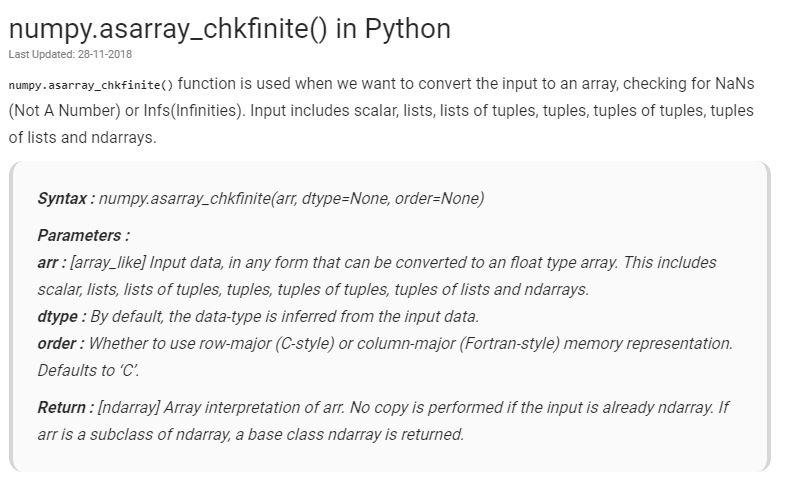 numpy.asarray_chkfinite() in Python
Last Updated: 28-11-2018
numpy.asarray_chkfinite() function is used when we want to convert the input to an array, checking for NaNs
(Not A Number) or Infs(Infinities). Input includes scalar, lists, lists of tuples, tuples, tuples of tuples, tuples
of lists and ndarrays.
Syntax : numpy.asarray_chkfinite(arr, dtype=None, order=None)
Parameters :
arr : [array_like] Input data, in any form that can be converted to an float type array. This includes
scalar, lists, lists of tuples, tuples, tuples of tuples, tuples of lists and ndarrays.
dtype : By default, the data-type is inferred from the input data.
order : Whether to use row-major (C-style) or column-major (Fortran-style) memory representation.
Defaults to ‘C’.
Return : [ndarray] Array interpretation of arr. No copy is performed if the input is already ndarray. If
arr is a subclass of ndarray, a base class ndarray is returned.